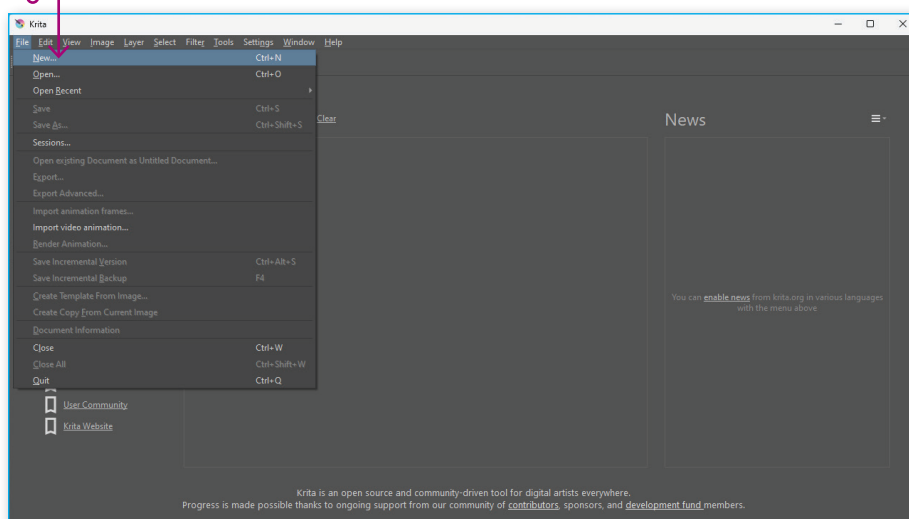 Krita
File Edit View Image Layer Select Filter Tools Settings Window Help
New... Ctrl+N
Open... Ctrl+O
Open Recent
Save Ctrl+S
Save As... Ctrl+Shift+S
Clear
News
Sessions...
Open existing Document as Untitled Document...
Export...
Export Advanced...
Import animation frames...
Import video animation...
Render Animation...
Save Incremental Version Ctrl+Alt+S
Save Incremental Backup F4
Create Template From Image...
Create Copy From Current Image
Document Information
Close Ctrl+W
Close All Ctrl+Shift+W
Quit Ctrl+Q
You can enable news from krita.org in various languages
with the menu above
User Community
Krita Website
Krita is an open source and community-driven tool for digital artists everywhere.
Progress is made possible thanks to ongoing support from our community of contributors, sponsors, and development fund members.